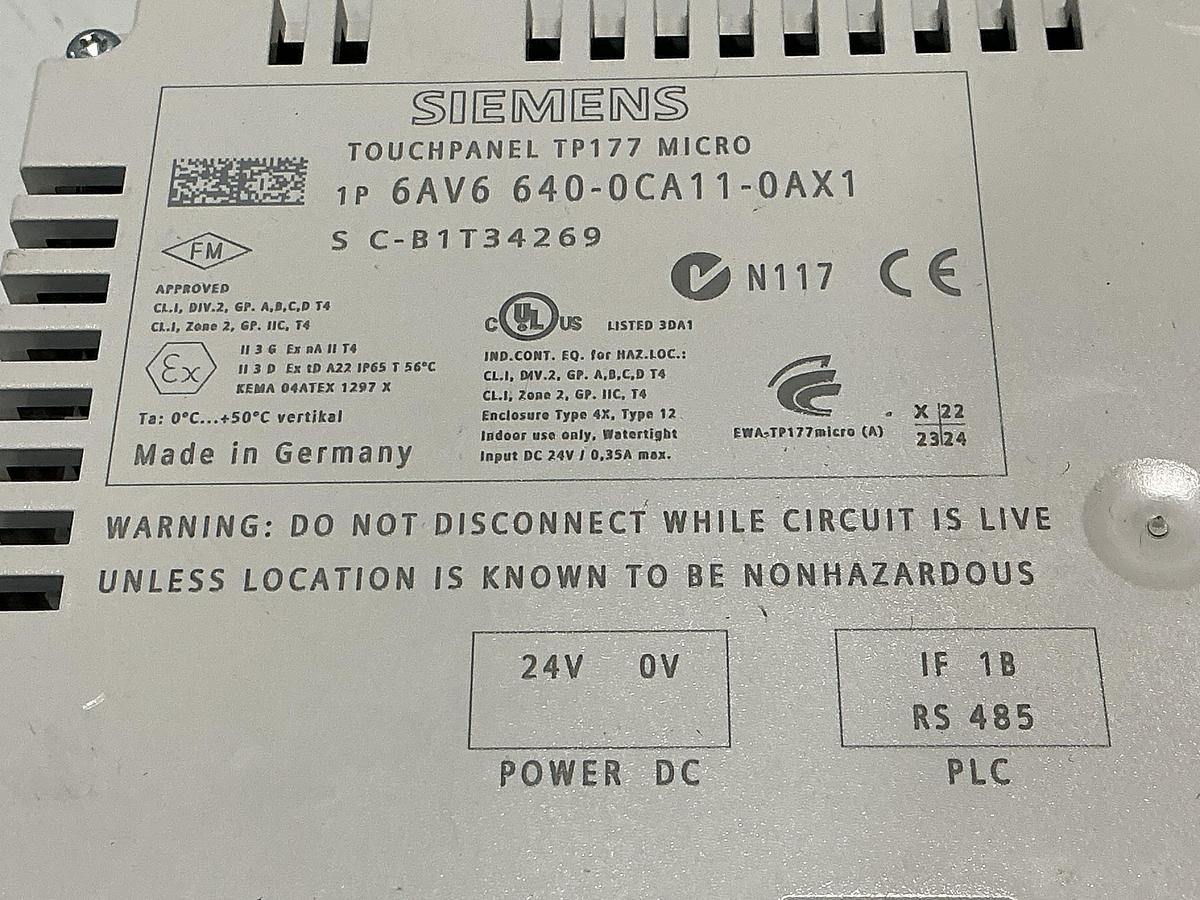 SIEMENS
TOUCHPANEL TP177 MICRO
1P 6AV6 640-0CA11-0AX1
S C-B1T34269
FM
APPROVED
CL.I, DIV.2, GP. A,B,C,D T4
CL.I, Zone 2, GP. IIC, T4
N117 CE
C UL US LISTED 3DA1
Ex
II 3 G Ex nA II T4
II 3 D Ex tD A22 IP65 T 56°C
KEMA 04ATEX 1297 X
IND.CONT. EQ. for HAZ.LOC.:
CL.I, DIV.2, GP. A,B,C,D T4
CL.I, Zone 2, GP. IIC, T4
Enclosure Type 4X, Type 12
Indoor use only, Watertight
Input DC 24V / 0,35A max.
EWA-TP177micro (A)
X 22
23 24
Ta: 0°C...+50°C vertikal
Made in Germany
WARNING: DO NOT DISCONNECT WHILE CIRCUIT IS LIVE
UNLESS LOCATION IS KNOWN TO BE NONHAZARDOUS
24V 0V
POWER DC
IF 1B
RS 485
PLC